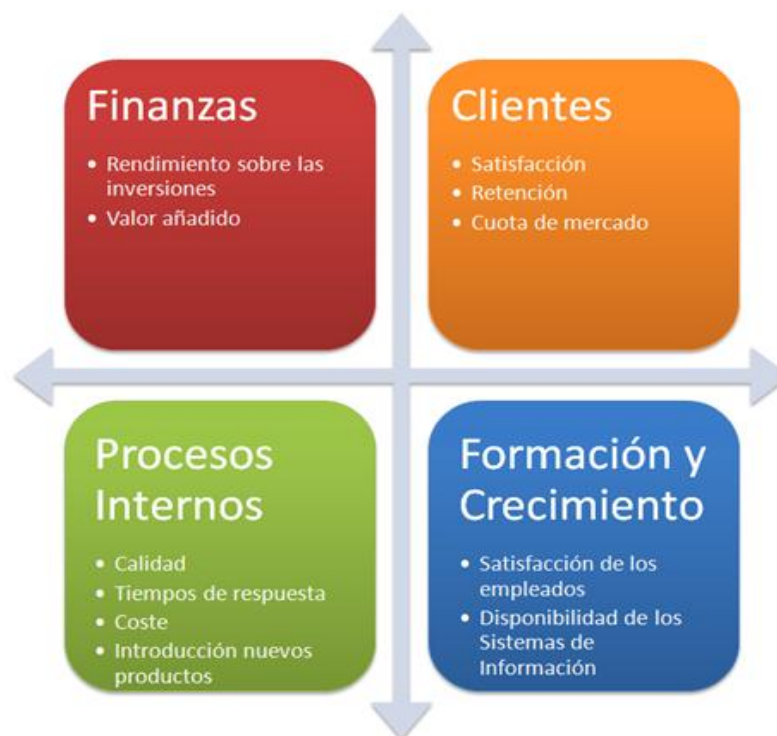 Finanzas
• Rendimiento sobre las
inversiones
• Valor añadido
Clientes
• Satisfacción
• Retención
• Cuota de mercado
Procesos
Internos
• Calidad
• Tiempos de respuesta
• Coste
• Introducción nuevos
productos
Formación y
Crecimiento
• Satisfacción de los
empleados
• Disponibilidad de los
Sistemas de
Información